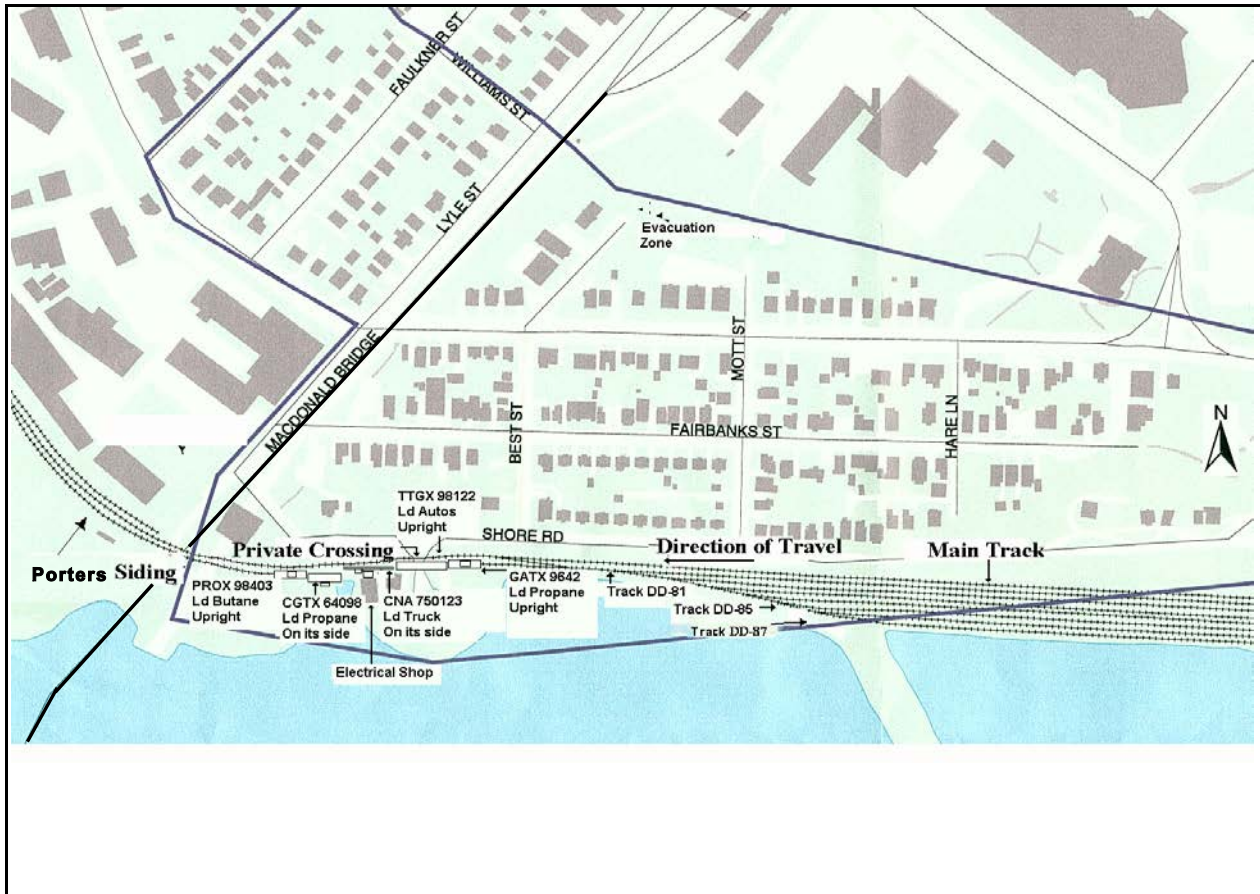 FAULKNER ST
WILLIAMS ST
LYLE ST
Evacuation
Zone
MACDONALD BRIDGE
BEST ST
MOTT ST
FAIRBANKS ST
HARE LN
N
TTGX 98122
Ld Autos
Upright
SHORE RD
Private Crossing
Direction of Travel
Main Track
Porters Siding
PROX 98403
Ld Butane
Upright
CGTX 64098
Ld Propane
On its side
CNA 750123
Ld Truck
On its side
GATX 9642
Ld Propane
Upright
Track DD-81
Track DD-85
Track DD-87
Electrical Shop